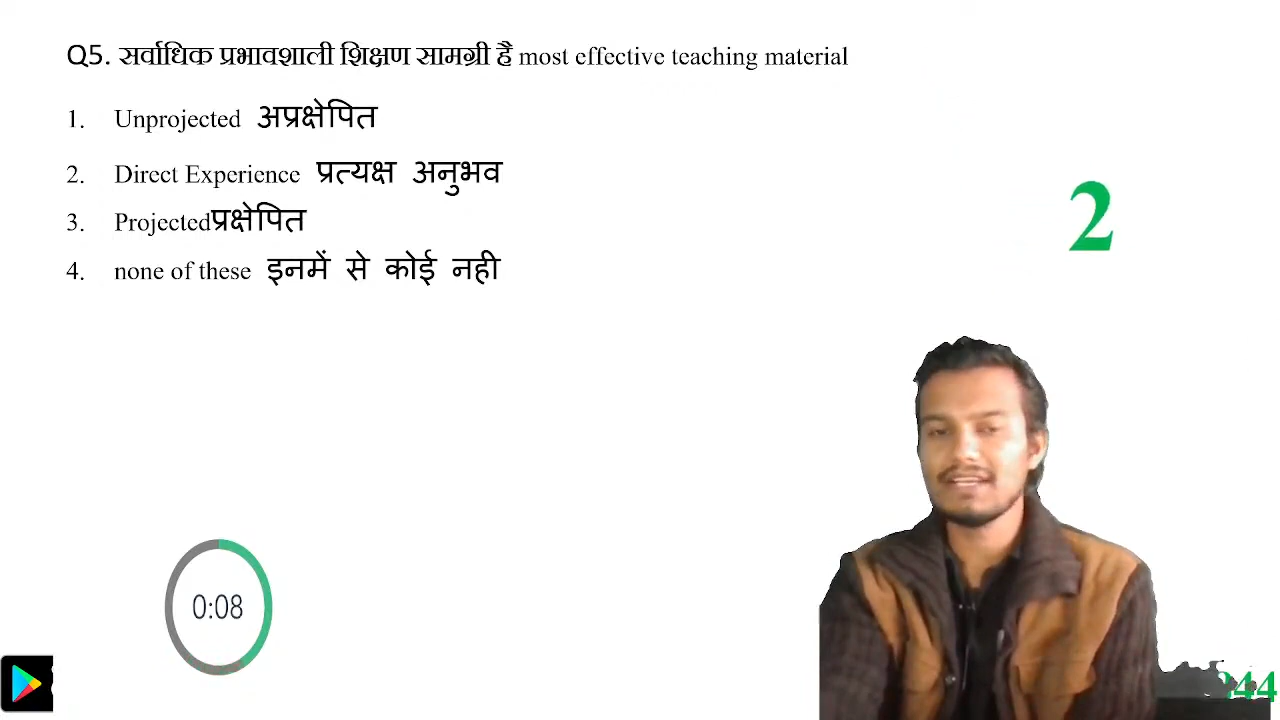 Q5. सर्वाधिक प्रभावशाली शिक्षण सामग्री है most effective teaching material
1. Unprojected अप्रक्षेपित
2. Direct Experience प्रत्यक्ष अनुभव
3. Projectedप्रक्षेपित
4. none of these इनमें से कोई नही
2
0:08